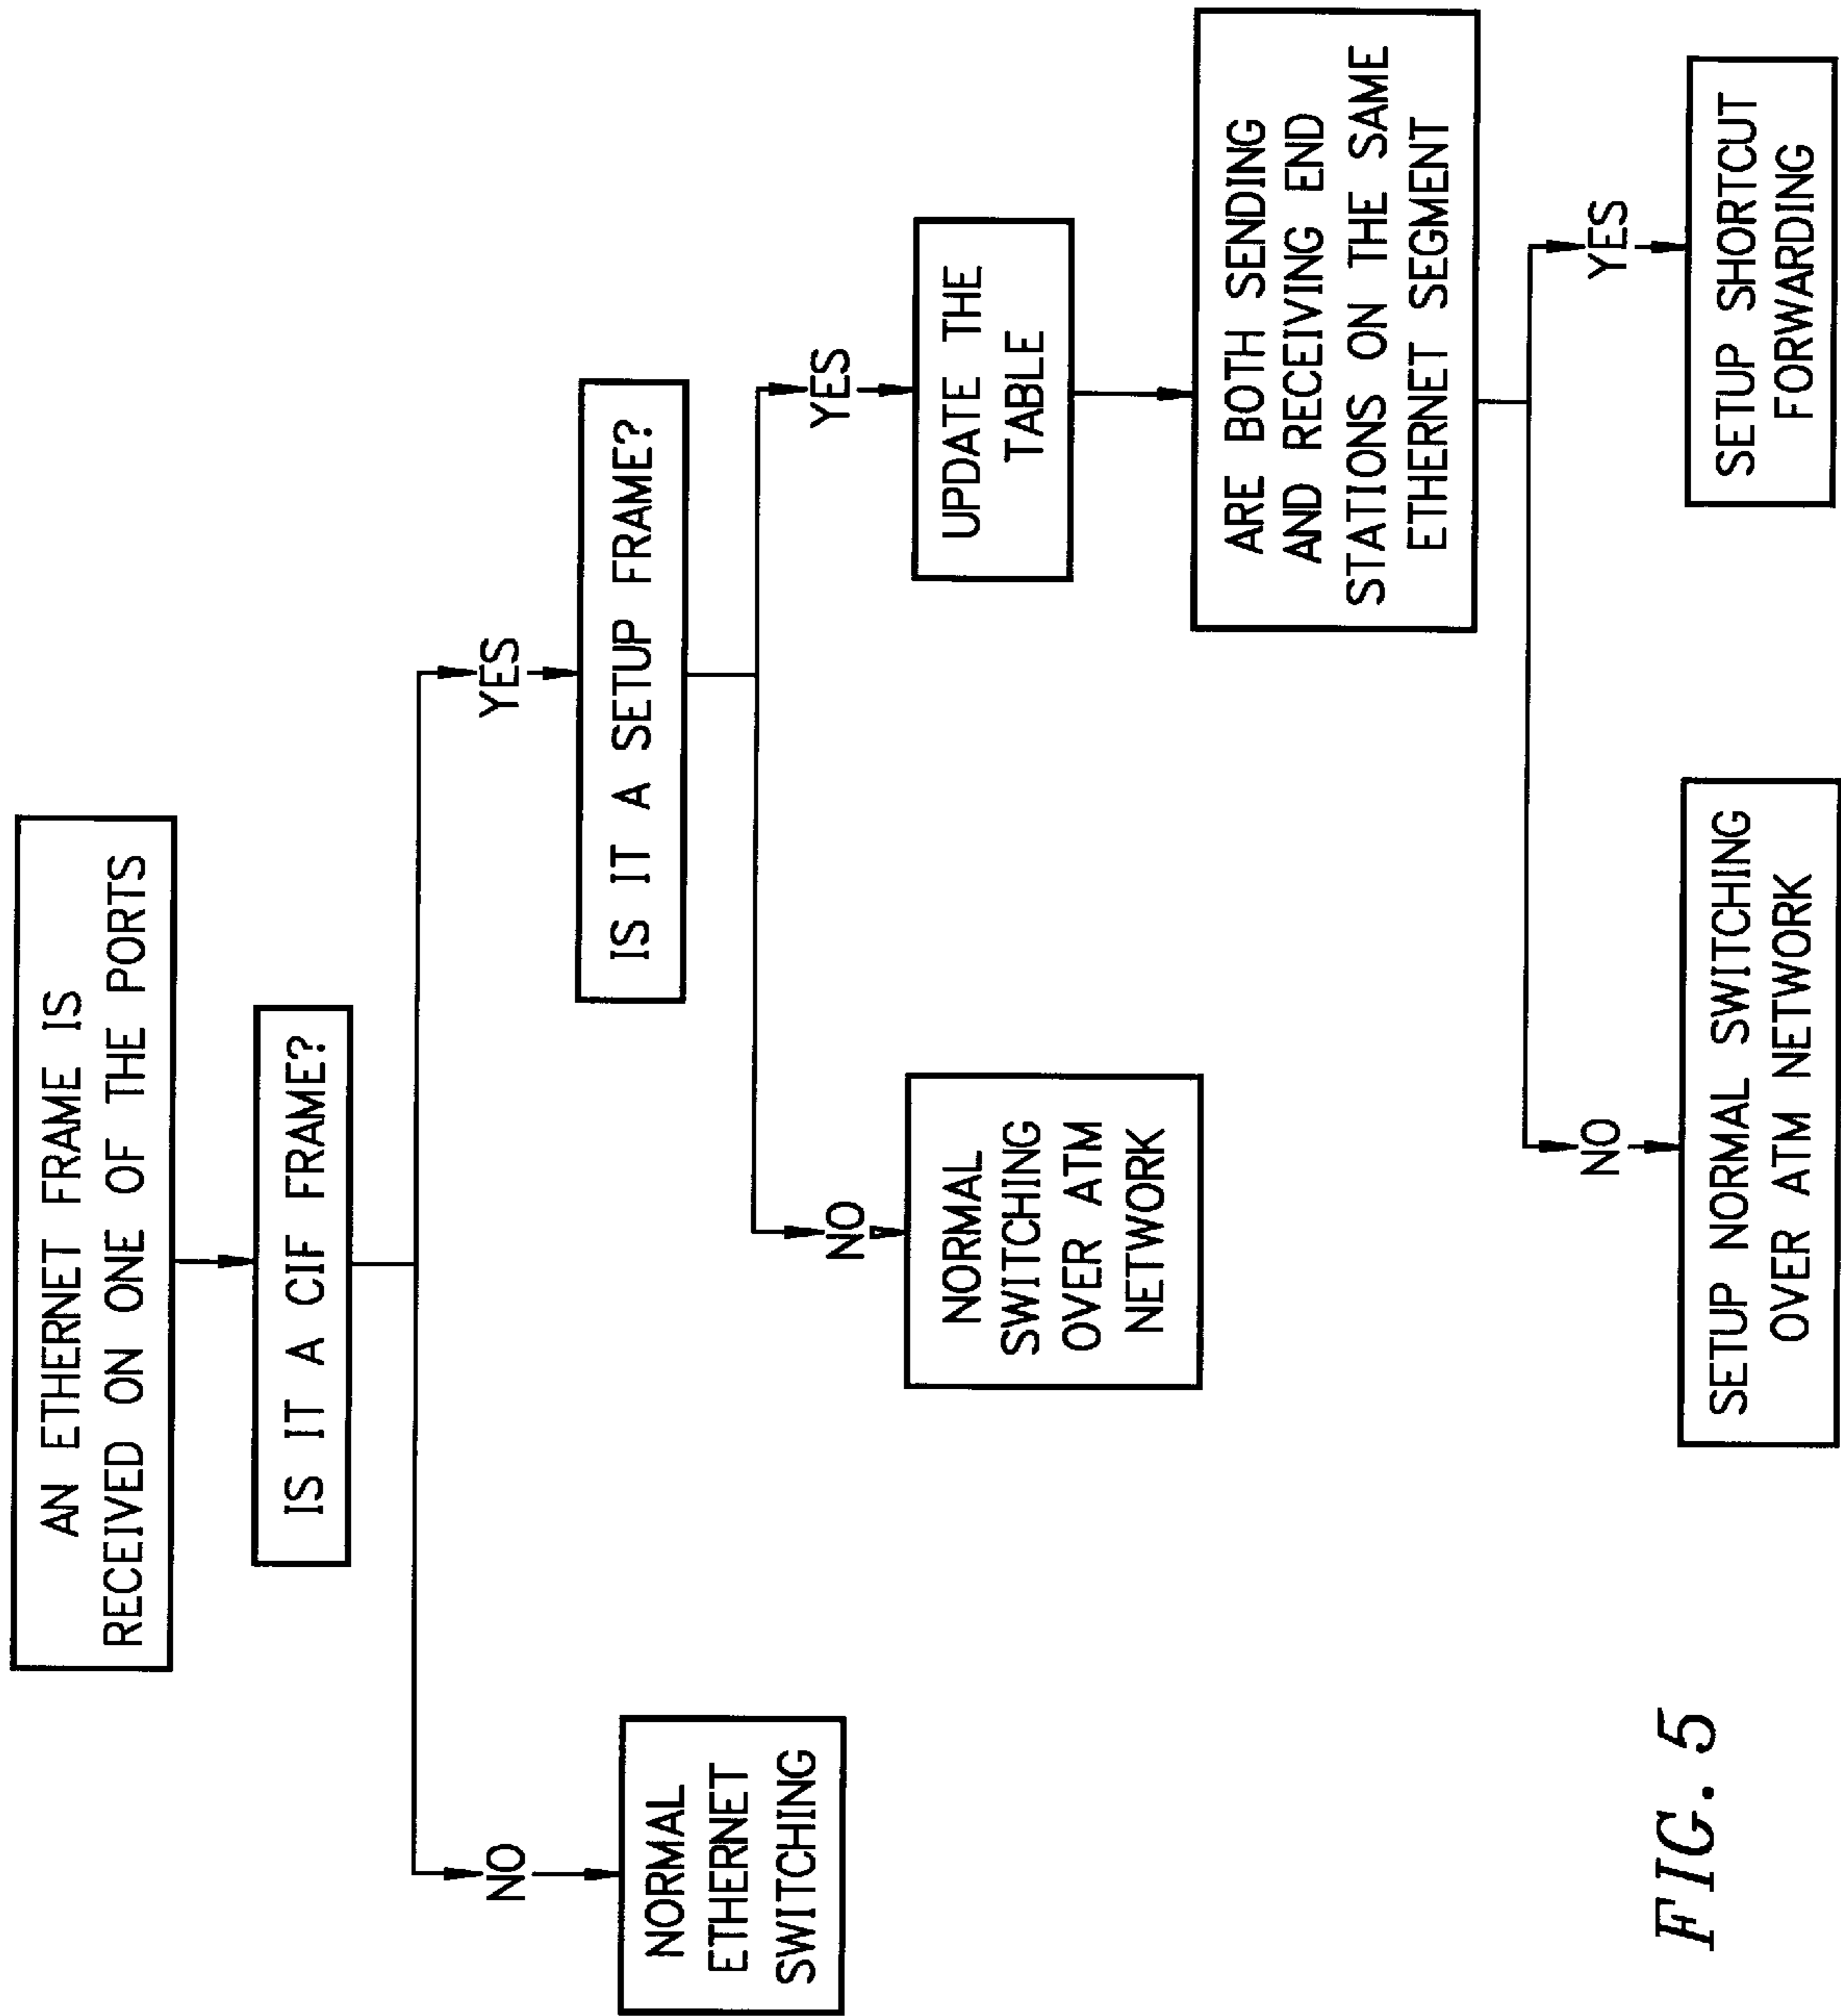 AN ETHERNET FRAME IS
RECEIVED ON ONE OF THE PORTS
IS IT A CIF FRAME?
NO
YES
NORMAL
ETHERNET
SWITCHING
IS IT A SETUP FRAME?
NO
YES
NORMAL
SWITCHING
OVER ATM
NETWORK
UPDATE THE
TABLE
ARE BOTH SENDING
AND RECEIVING END
STATIONS ON THE SAME
ETHERNET SEGMENT
NO
YES
SETUP NORMAL SWITCHING
OVER ATM NETWORK
SETUP SHORTCUT
FORWARDING
FIG. 5